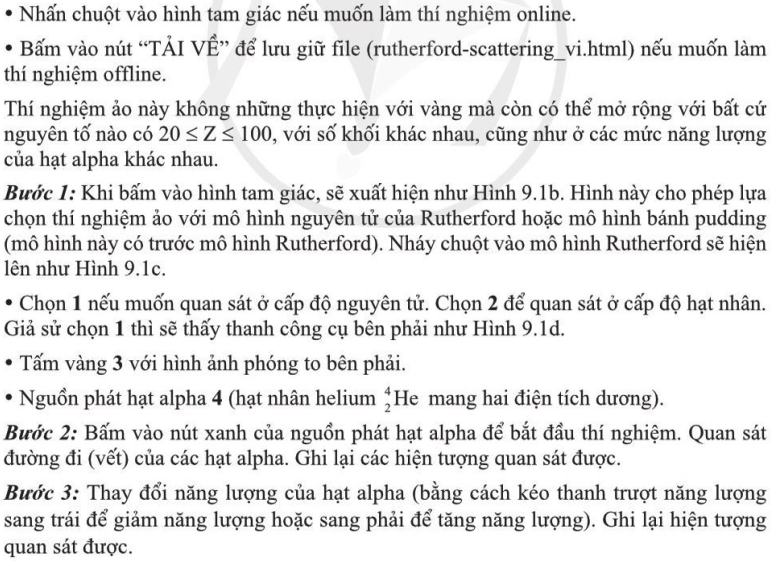 • Nhấn chuột vào hình tam giác nếu muốn làm thí nghiệm online.
• Bấm vào nút “TẢI VỀ” để lưu giữ file (rutherford-scattering_vi.html) nếu muốn làm
thí nghiệm offline.
Thí nghiệm ảo này không những thực hiện với vàng mà còn có thể mở rộng với bất cứ
nguyên tố nào có 20 ≤ Z ≤ 100, với số khối khác nhau, cũng như ở các mức năng lượng
của hạt alpha khác nhau.
Bước 1: Khi bấm vào hình tam giác, sẽ xuất hiện như Hình 9.1b. Hình này cho phép lựa
chọn thí nghiệm ảo với mô hình nguyên tử của Rutherford hoặc mô hình bánh pudding
(mô hình này có trước mô hình Rutherford). Nháy chuột vào mô hình Rutherford sẽ hiện
lên như Hình 9.1c.
• Chọn 1 nếu muốn quan sát ở cấp độ nguyên tử. Chọn 2 để quan sát ở cấp độ hạt nhân.
Giả sử chọn 1 thì sẽ thấy thanh công cụ bên phải như Hình 9.1d.
• Tấm vàng 3 với hình ảnh phóng to bên phải.
• Nguồn phát hạt alpha 4 (hạt nhân helium ⁴₂He mang hai điện tích dương).
Bước 2: Bấm vào nút xanh của nguồn phát hạt alpha để bắt đầu thí nghiệm. Quan sát
đường đi (vết) của các hạt alpha. Ghi lại các hiện tượng quan sát được.
Bước 3: Thay đổi năng lượng của hạt alpha (bằng cách kéo thanh trượt năng lượng
sang trái để giảm năng lượng hoặc sang phải để tăng năng lượng). Ghi lại hiện tượng
quan sát được.